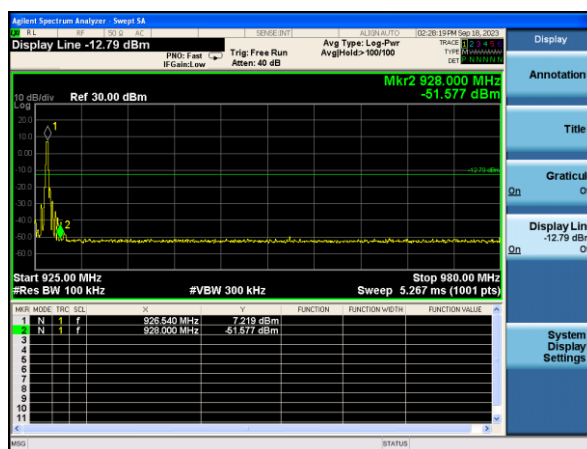 Agilent Spectrum Analyzer - Swept SA
RL RF 50 Ω AC SENSE:INT ALIGN AUTO 02:28:19 PM Sep 18, 2023
Display Line -12.79 dBm
PNO: Fast
IFGain:Low
Trig: Free Run
Atten: 40 dB
Avg Type: Log-Pwr
Avg|Hold:>100/100
TRACE 1 2 3 4 5 6
TYPE M
DET P N N N N N
Mkr2 928.000 MHz
-51.577 dBm
10 dB/div Ref 30.00 dBm
Log
20.0
10.0
0.00
-10.0
-20.0
-30.0
-40.0
-50.0
-60.0
1
2
-12.79 dBm
Start 925.00 MHz Stop 980.00 MHz
#Res BW 100 kHz #VBW 300 kHz Sweep 5.267 ms (1001 pts)
MKR MODE TRC SCL X Y FUNCTION FUNCTION WIDTH FUNCTION VALUE
1 N 1 f 926.540 MHz 7.219 dBm
2 N 1 f 928.000 MHz -51.577 dBm
3
4
5
6
7
8
9
10
11
MSG STATUS
Display
Annotation
Title
Graticul
On O
Display Lin
-12.79 dBr
On O
System
Display
Settings